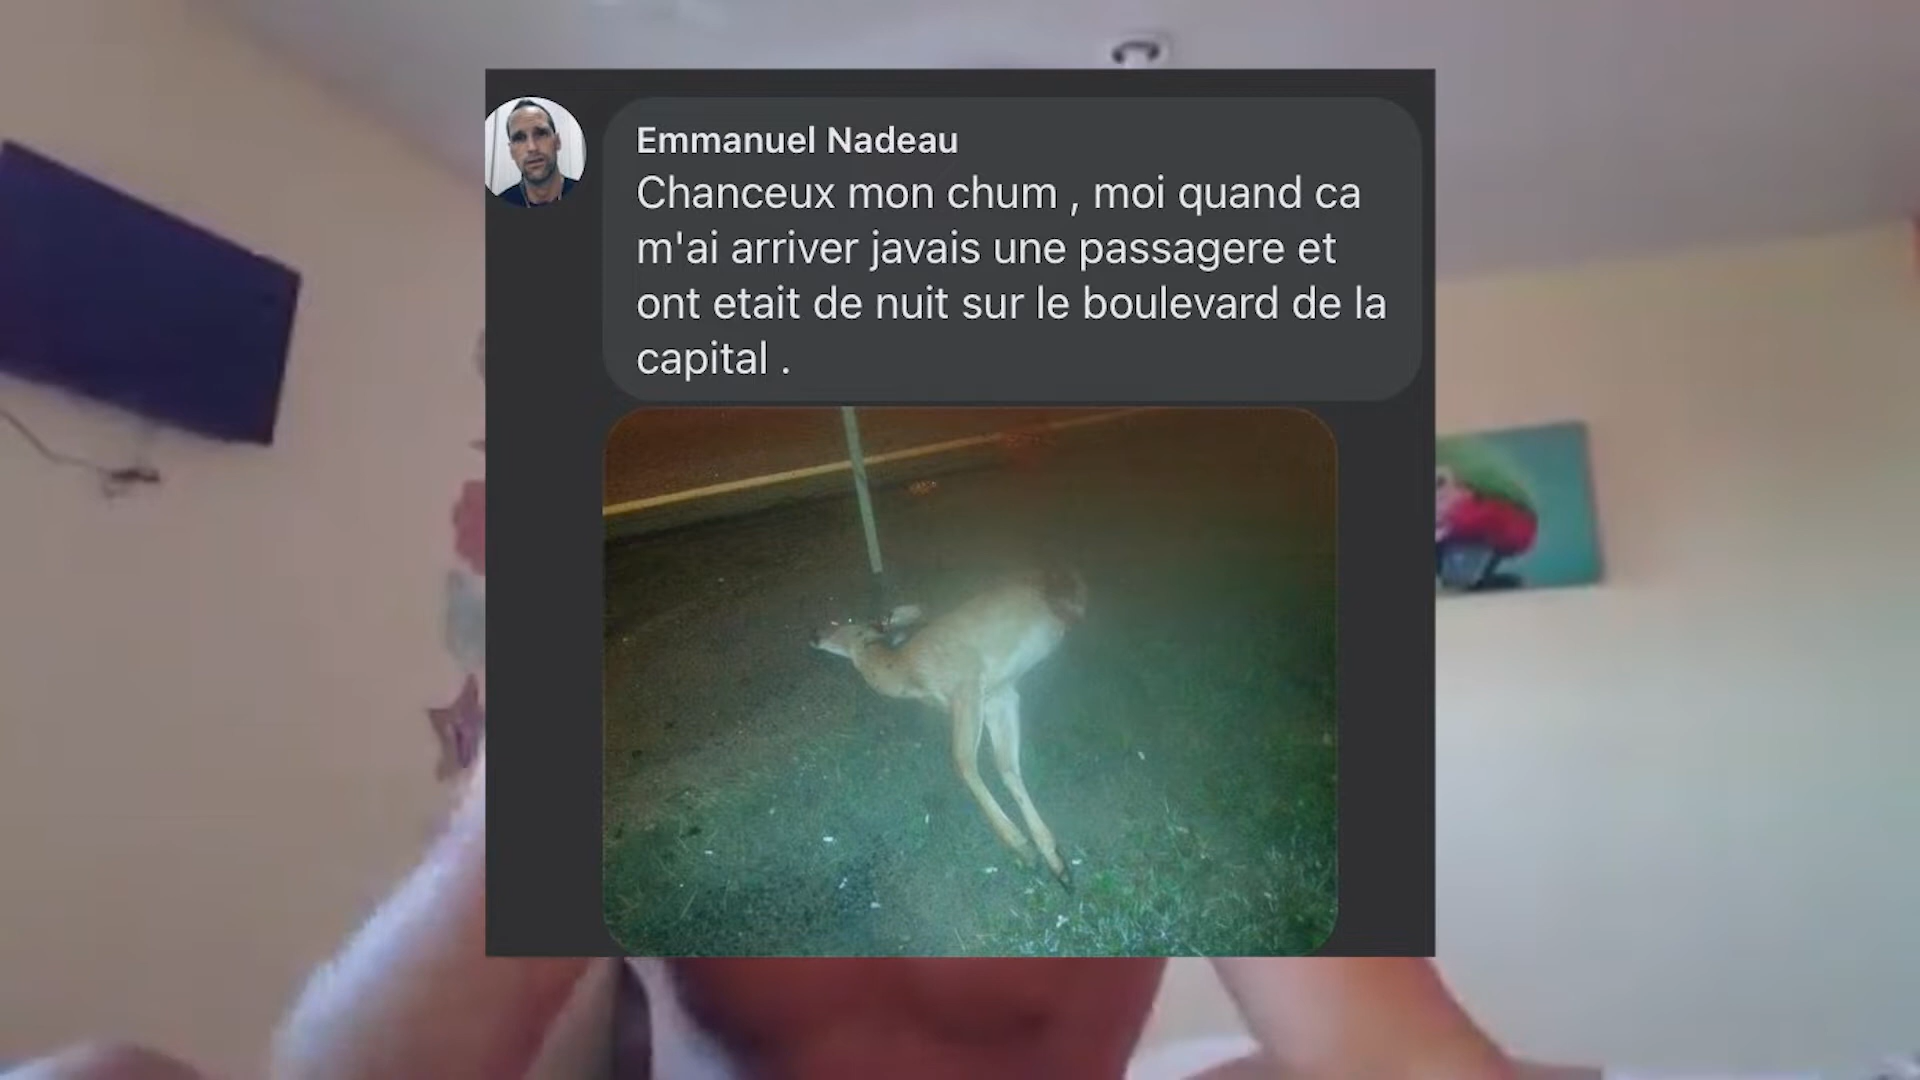 Emmanuel Nadeau
Chanceux mon chum , moi quand ca
m'ai arriver javais une passagere et
ont etait de nuit sur le boulevard de la
capital .